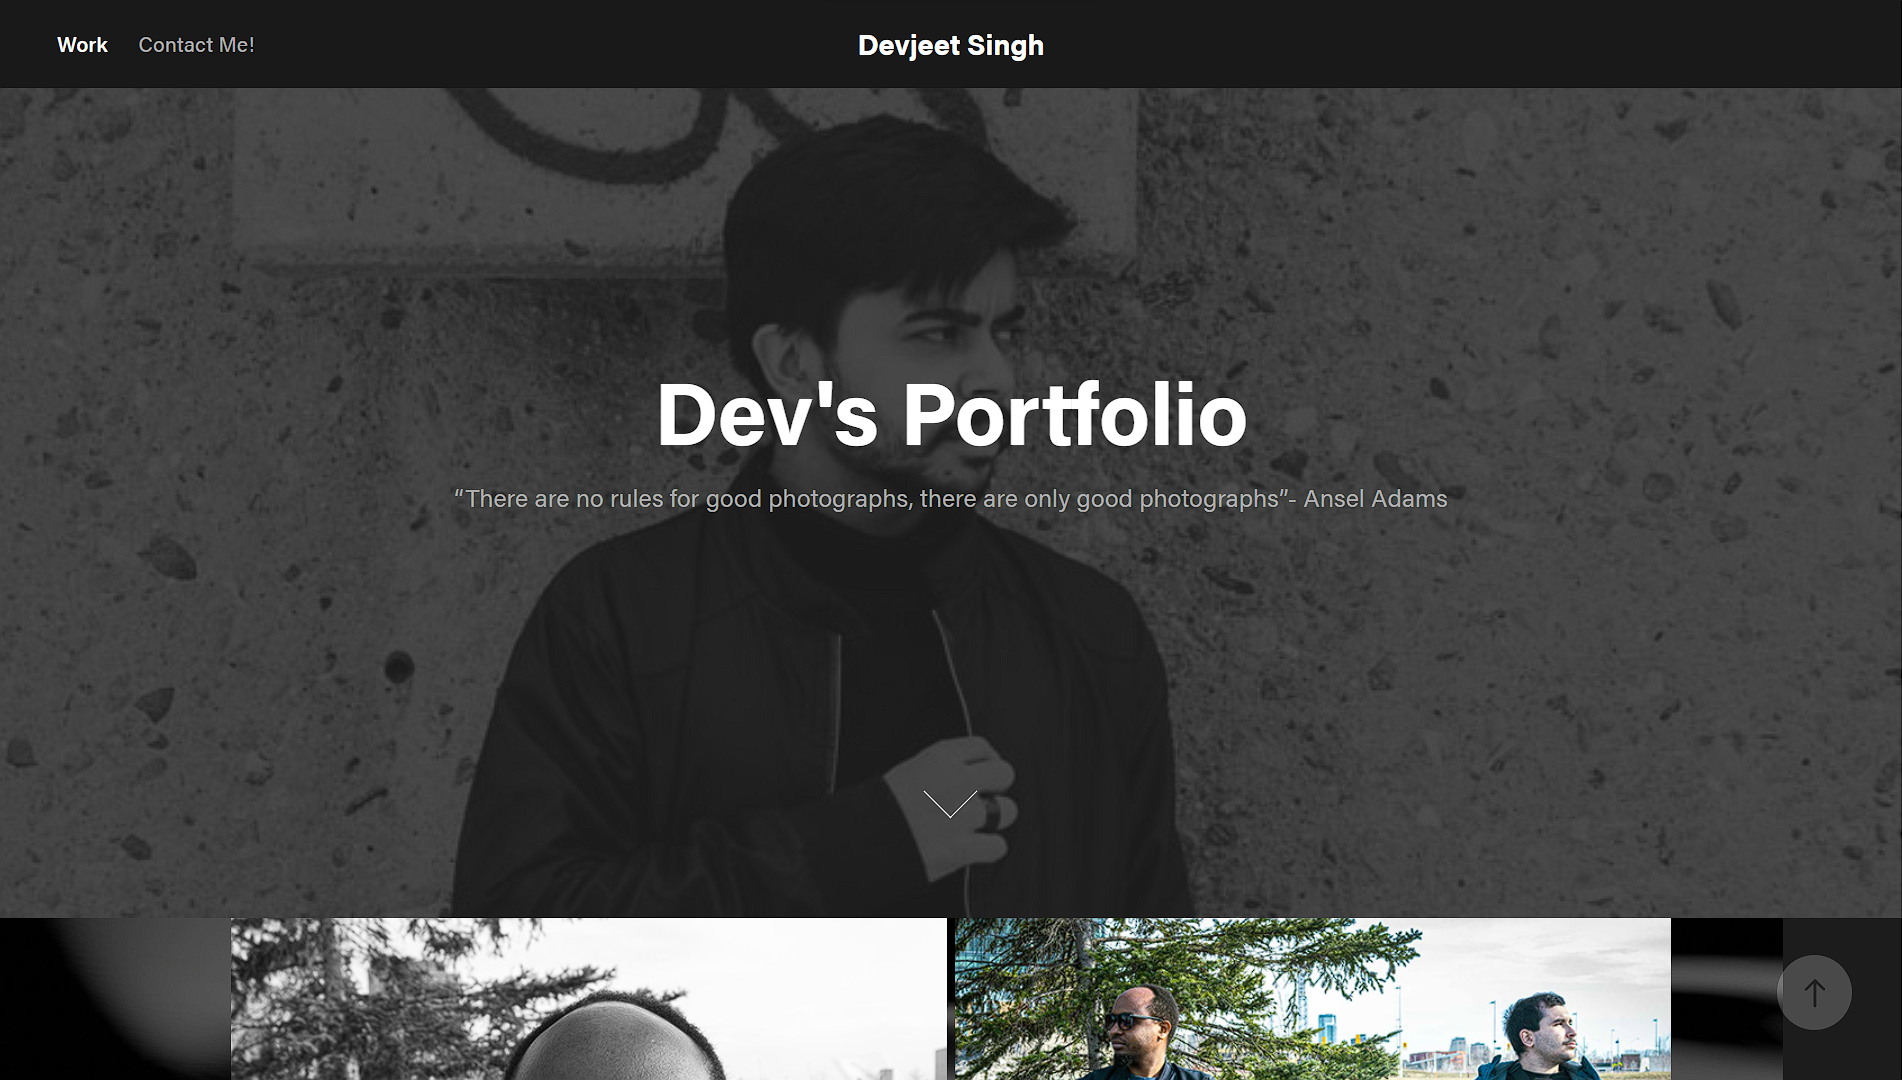 Work
Contact Me!
Devjeet Singh
Dev's Portfolio
“There are no rules for good photographs, there are only good photographs”- Ansel Adams